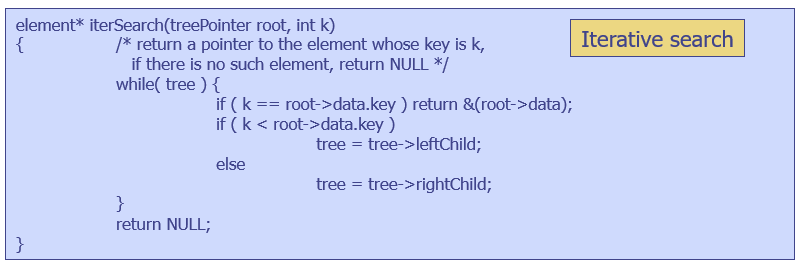 element* iterSearch(treePointer root, int k)
Iterative search
{ /* return a pointer to the element whose key is k,
if there is no such element, return NULL */
while( tree ) {
if ( k == root->data.key ) return &(root->data);
if ( k < root->data.key )
tree = tree->leftChild;
else
tree = tree->rightChild;
}
return NULL;
}